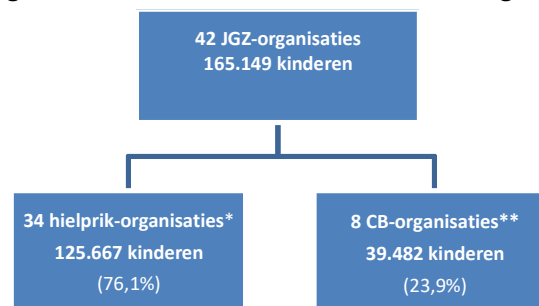 42 JGZ-organisaties
165.149 kinderen
34 hielprik-organisaties*
125.667 kinderen
(76,1%)
8 CB-organisaties**
39.482 kinderen
(23,9%)